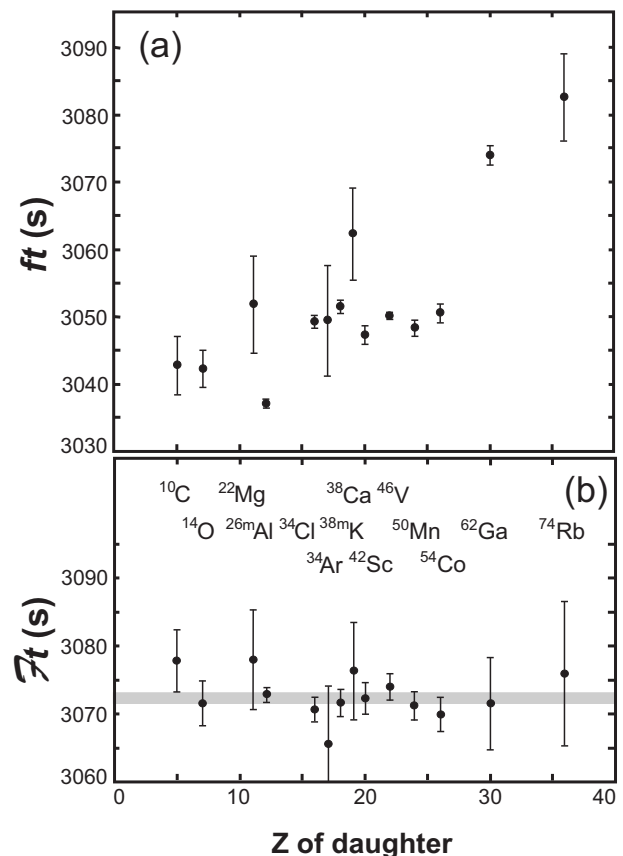 (a)
3090
3080
3070
3060
3050
3040
3030
ft (s)
(b)
¹⁰C ²²Mg ³⁸Ca ⁴⁶V
¹⁴O ²⁶ᵐAl ³⁴Cl ³⁸ᵐK ⁵⁰Mn ⁶²Ga ⁷⁴Rb
³⁴Ar ⁴²Sc ⁵⁴Co
3090
3080
3070
3060
ℱt (s)
0 10 20 30 40
Z of daughter